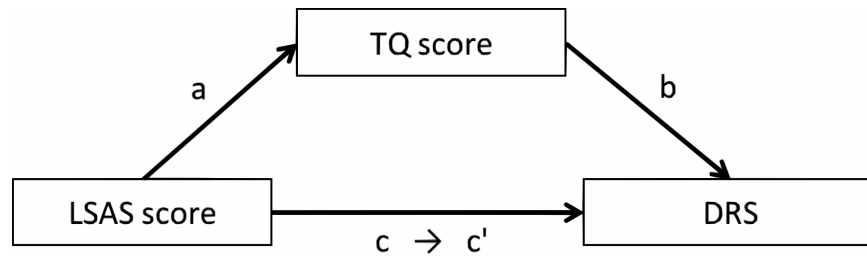 TQ score
a
b
LSAS score
DRS
c → c'